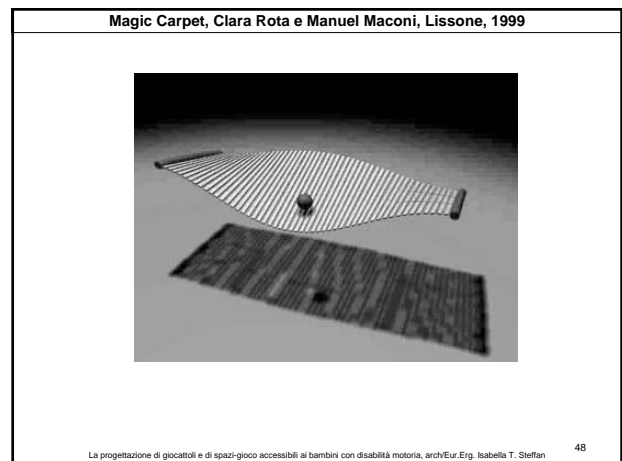 Magic Carpet, Clara Rota e Manuel Maconi, Lissone, 1999
La progettazione di giocattoli e di spazi-gioco accessibili ai bambini con disabilità motoria, arch/Eur.Erg. Isabella T. Steffan
48